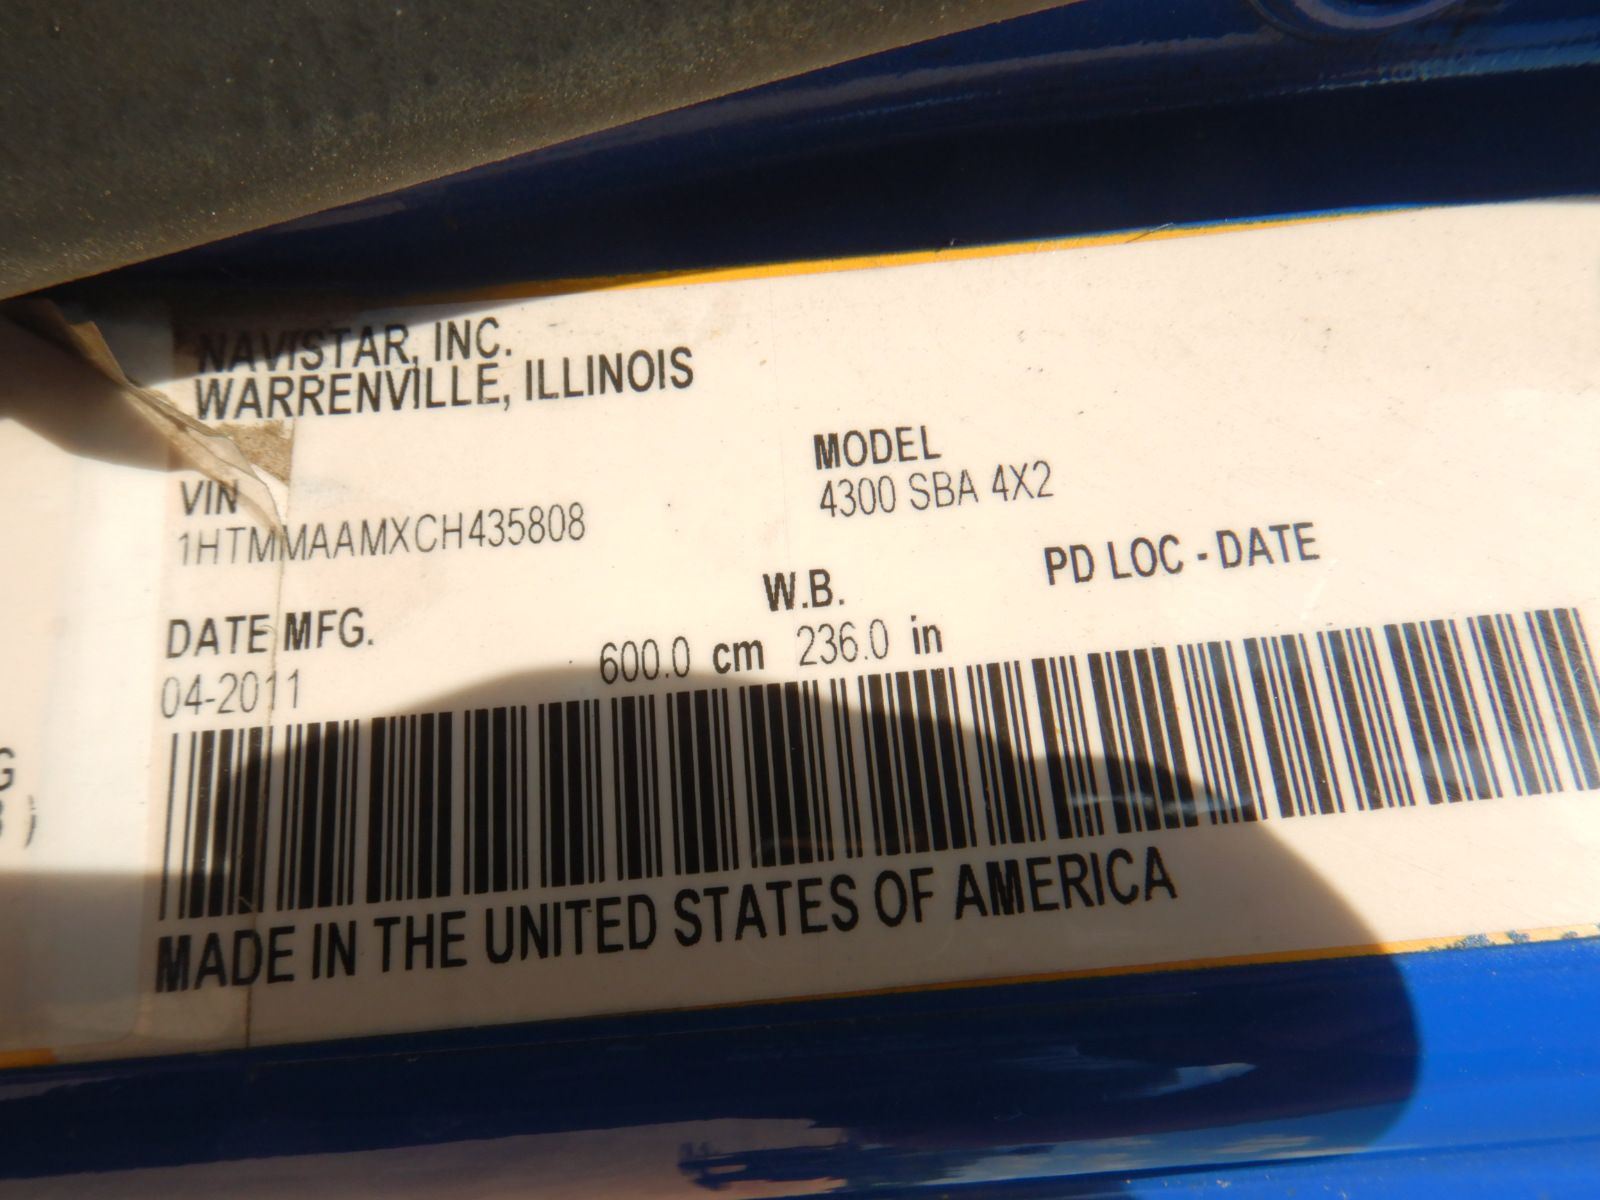 NAVISTAR, INC.
WARRENVILLE, ILLINOIS
VIN
1HTMMAAMXCH435808
MODEL
4300 SBA 4X2
DATE MFG.
04-2011
W.B.
600.0 cm 236.0 in
PD LOC - DATE
MADE IN THE UNITED STATES OF AMERICA